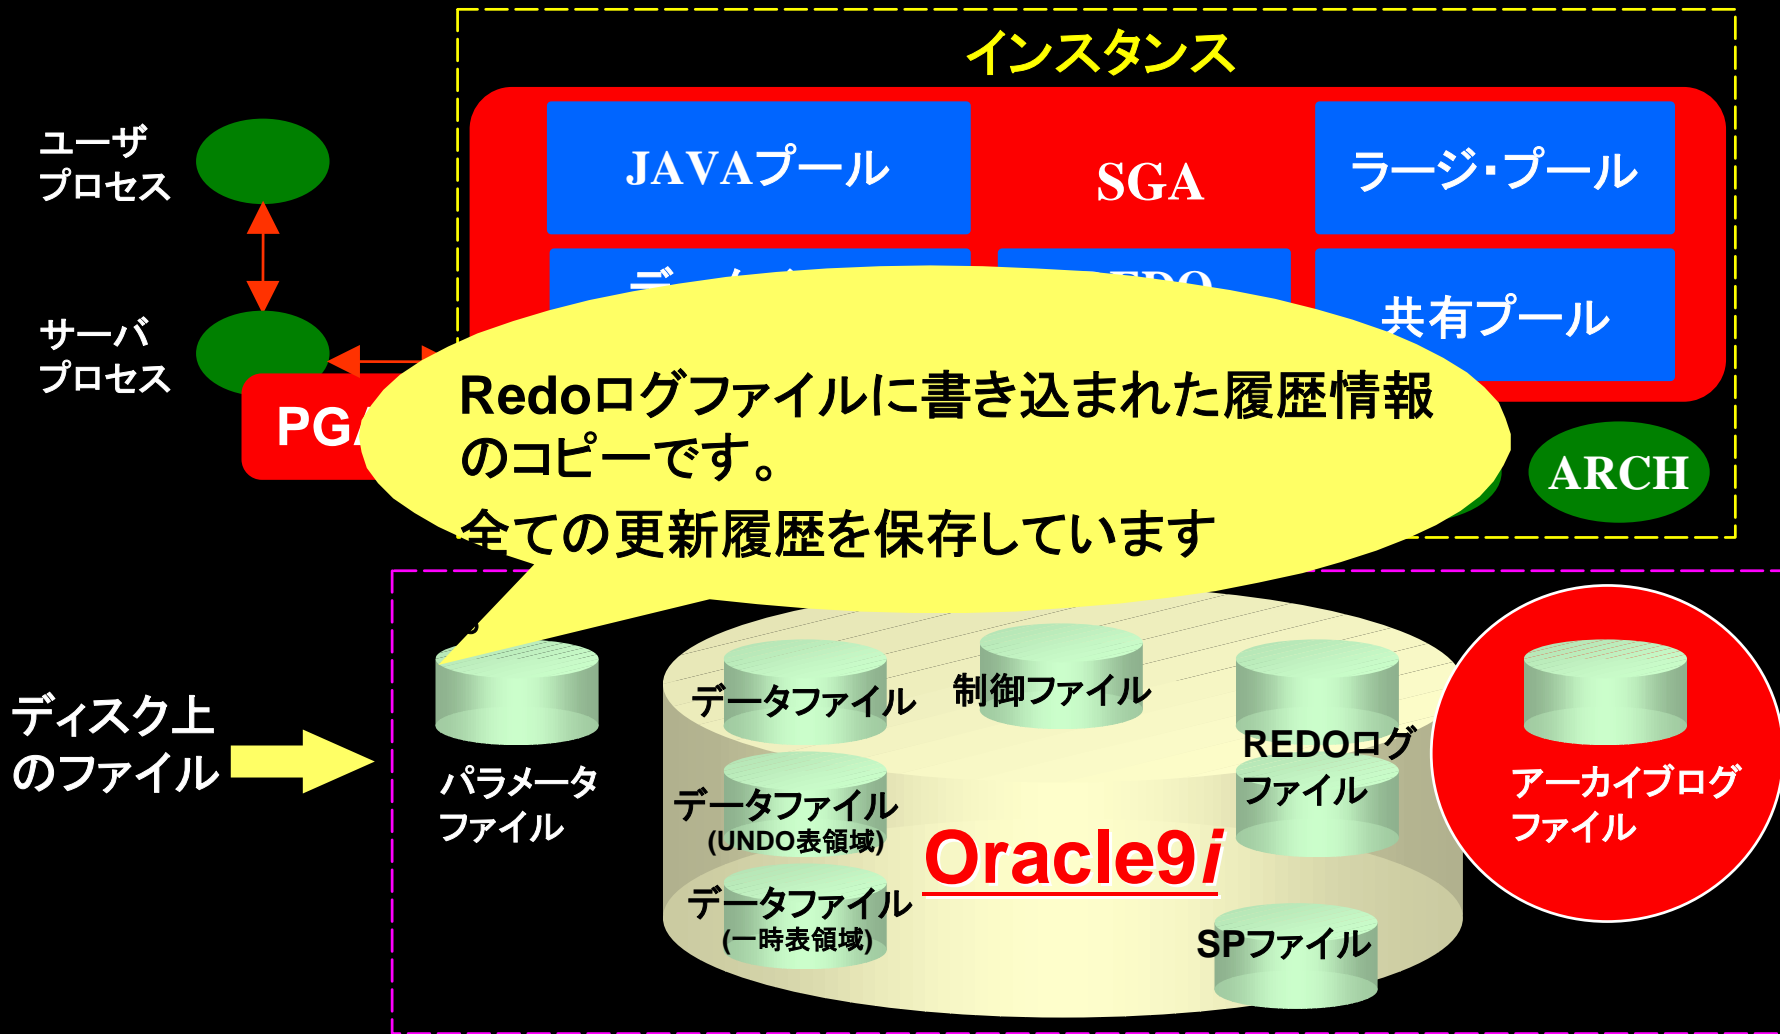 インスタンス
ユーザ
プロセス
JAVAプール
SGA
ラージ・プール
サーバ
プロセス
共有プール
PGA
Redoログファイルに書き込まれた履歴情報
のコピーです。
全ての更新履歴を保存しています
ARCH
ディスク上
のファイル
パラメータ
ファイル
データファイル
制御ファイル
REDOログ
ファイル
アーカイブログ
ファイル
データファイル
(UNDO表領域)
Oracle9i
データファイル
(一時表領域)
SPファイル